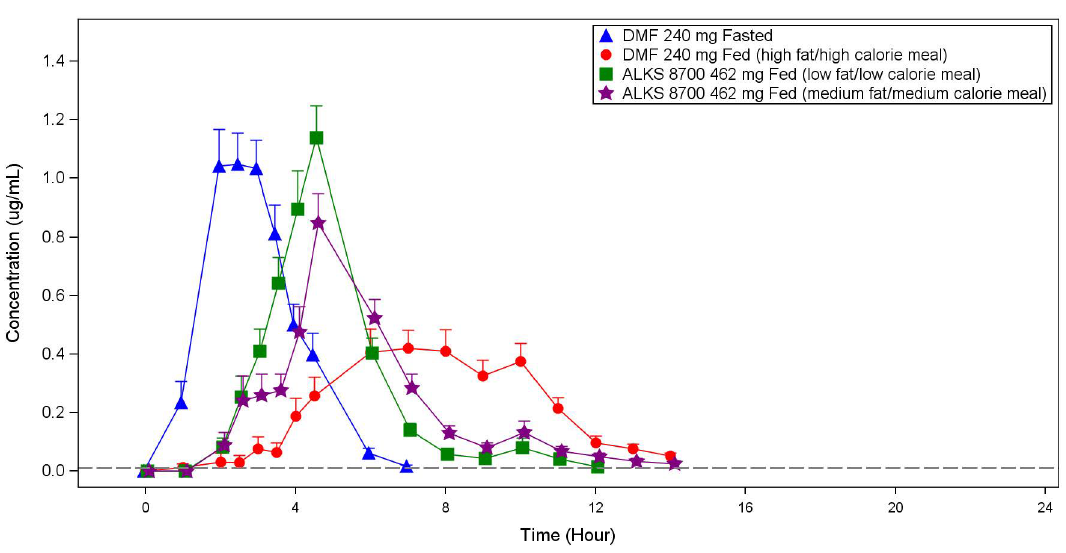 DMF 240 mg Fasted
DMF 240 mg Fed (high fat/high calorie meal)
ALKS 8700 462 mg Fed (low fat/low calorie meal)
ALKS 8700 462 mg Fed (medium fat/medium calorie meal)
Concentration (ug/mL)
1.4
1.2
1.0
0.8
0.6
0.4
0.2
0.0
0 4 8 12 16 20 24
Time (Hour)